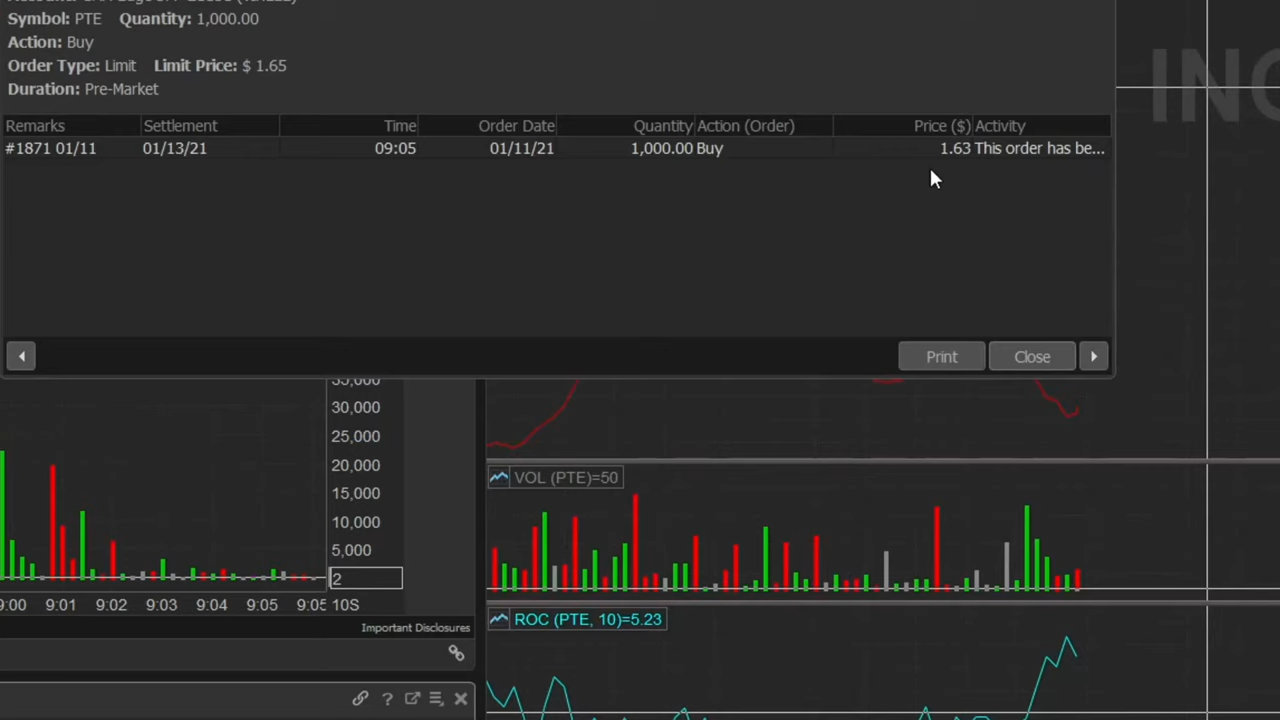 Symbol: PTE Quantity: 1,000.00
Action: Buy
Order Type: Limit Limit Price: $ 1.65
Duration: Pre-Market
Remarks Settlement Time Order Date Quantity Action (Order) Price ($) Activity
#1871 01/11 01/13/21 09:05 01/11/21 1,000.00 Buy 1.63 This order has be...
Print Close
35,000
30,000
25,000
20,000
15,000
10,000
5,000
2
9:00 9:01 9:02 9:03 9:04 9:05 9:05 10S
Important Disclosures
VOL (PTE)=50
ROC (PTE, 10)=5.23